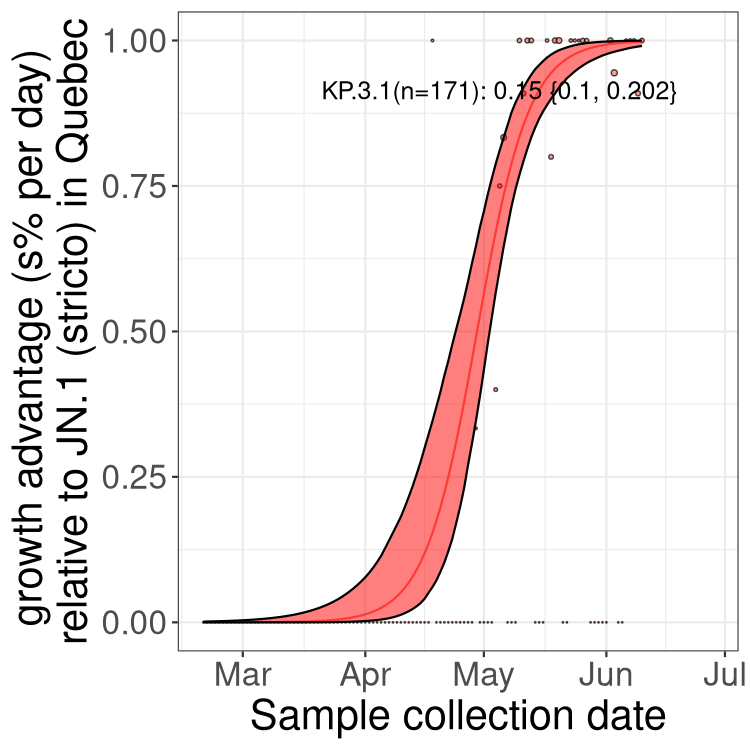 growth advantage (s% per day)
relative to JN.1 (stricto) in Quebec
1.00
0.75
0.50
0.25
0.00
KP.3.1(n=171): 0.15 {0.1, 0.202}
Mar Apr May Jun Jul
Sample collection date